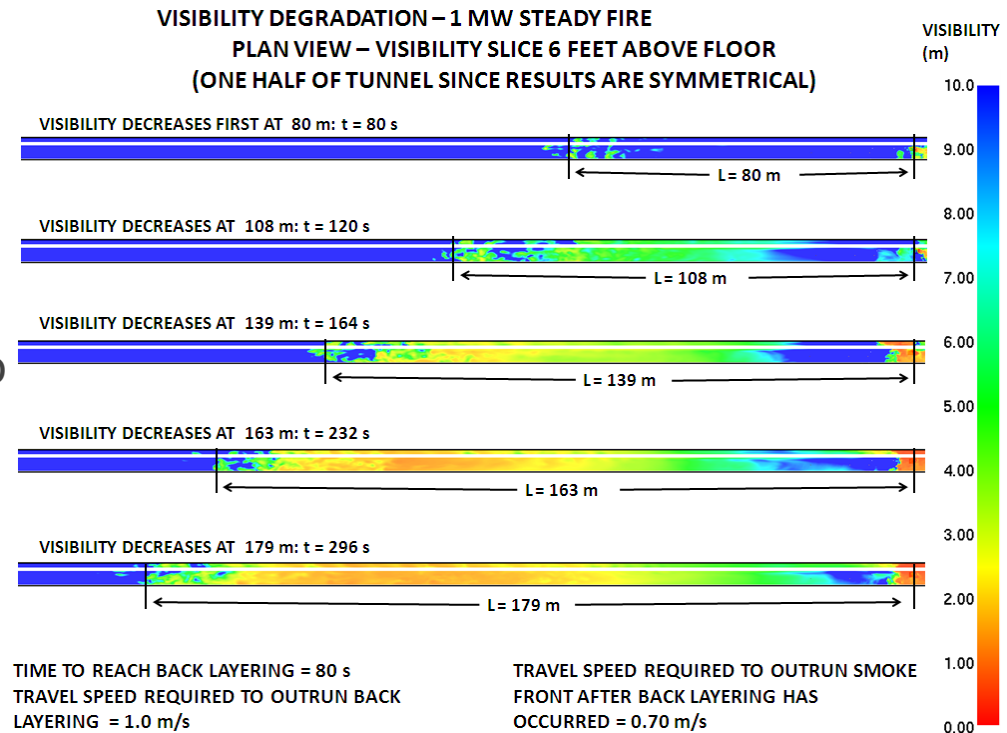 VISIBILITY DEGRADATION – 1 MW STEADY FIRE
PLAN VIEW – VISIBILITY SLICE 6 FEET ABOVE FLOOR
(ONE HALF OF TUNNEL SINCE RESULTS ARE SYMMETRICAL)
VISIBILITY
(m)
10.0
9.00
8.00
7.00
6.00
5.00
4.00
3.00
2.00
1.00
0.00
VISIBILITY DECREASES FIRST AT 80 m: t = 80 s
L= 80 m
VISIBILITY DECREASES AT 108 m: t = 120 s
L= 108 m
VISIBILITY DECREASES AT 139 m: t = 164 s
L= 139 m
VISIBILITY DECREASES AT 163 m: t = 232 s
L= 163 m
VISIBILITY DECREASES AT 179 m: t = 296 s
L= 179 m
TIME TO REACH BACK LAYERING = 80 s
TRAVEL SPEED REQUIRED TO OUTRUN BACK
LAYERING = 1.0 m/s
TRAVEL SPEED REQUIRED TO OUTRUN SMOKE
FRONT AFTER BACK LAYERING HAS
OCCURRED = 0.70 m/s